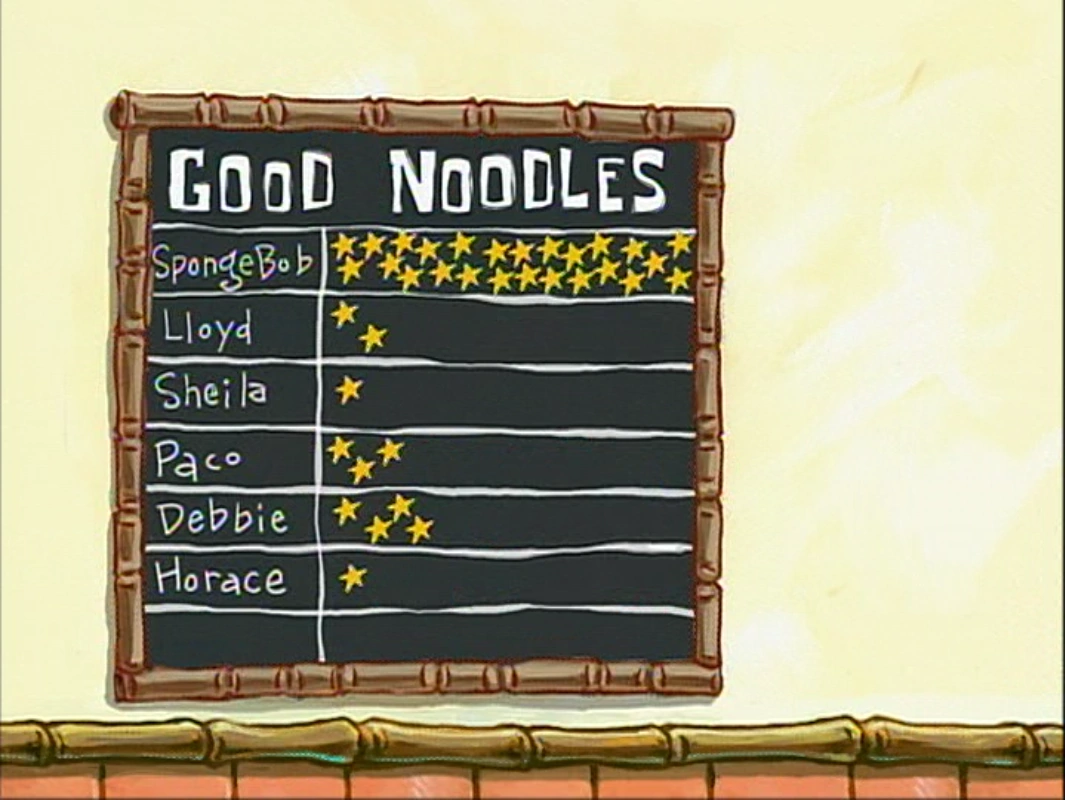 GOOD NOODLES
SpongeBob
Lloyd
Sheila
Paco
Debbie
Horace